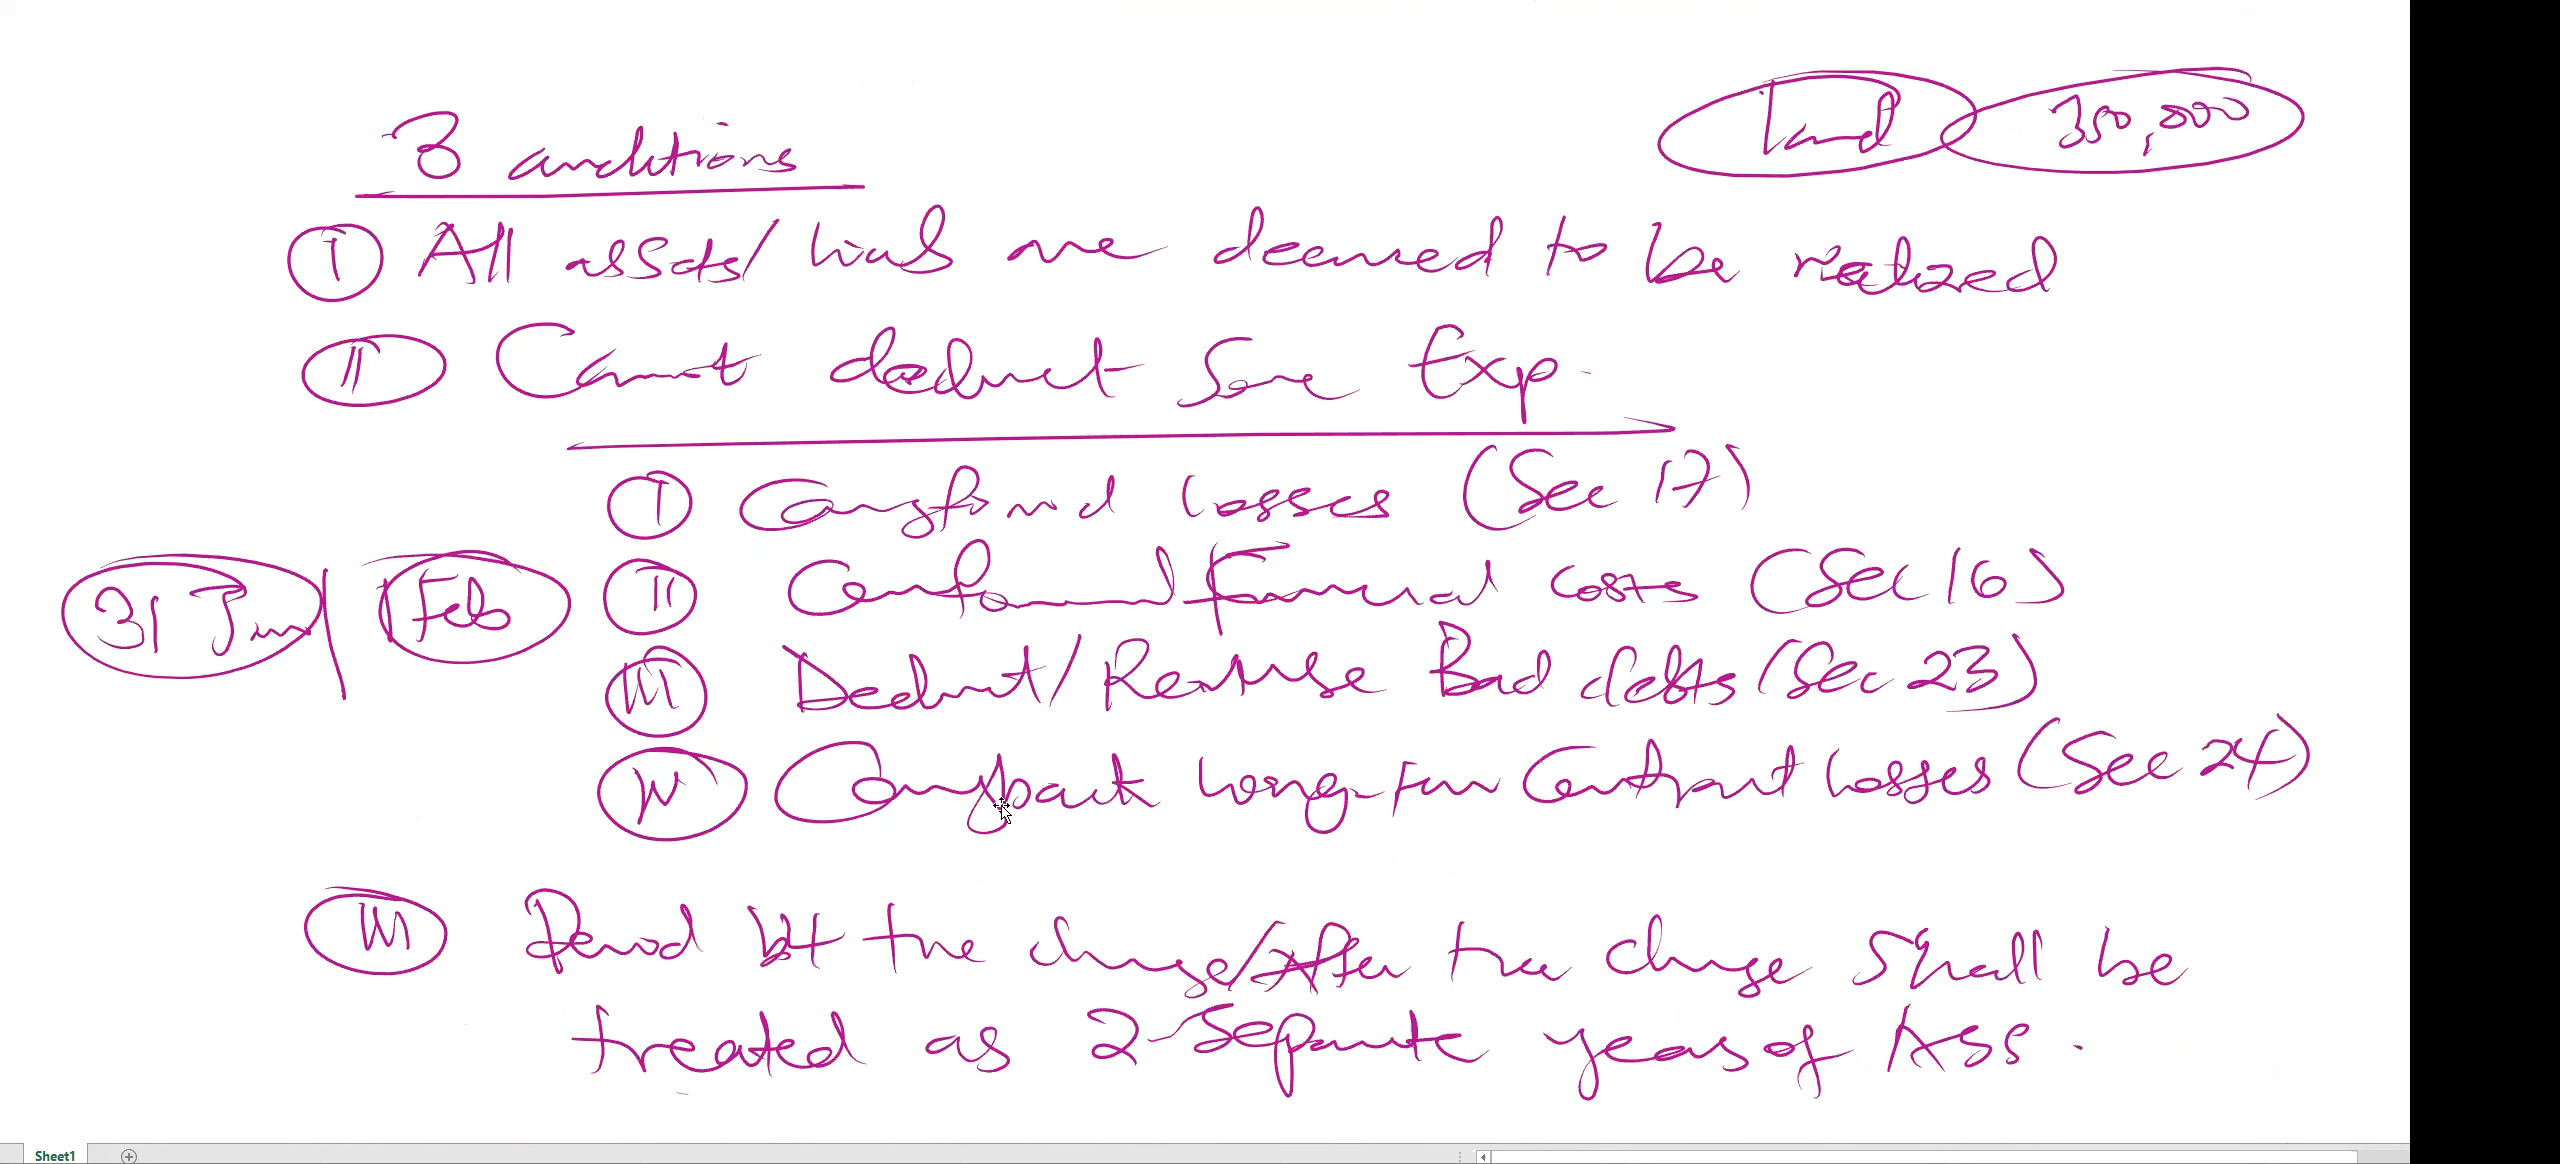 Land 350,000
3 conditions
I All assets/liab are deemed to be realized
II Cannot deduct some Exp.
I Carryforward losses (Sec 17)
31 Jan | Feb II Carryforward Financial costs (Sec 16)
III Deduct/Reverse Bad debts (Sec 23)
IV Carryback Long-term Contract Losses (Sec 24)
III Period b4 the change/After the change shall be
treated as 2-Separate years of Ass.
Sheet1